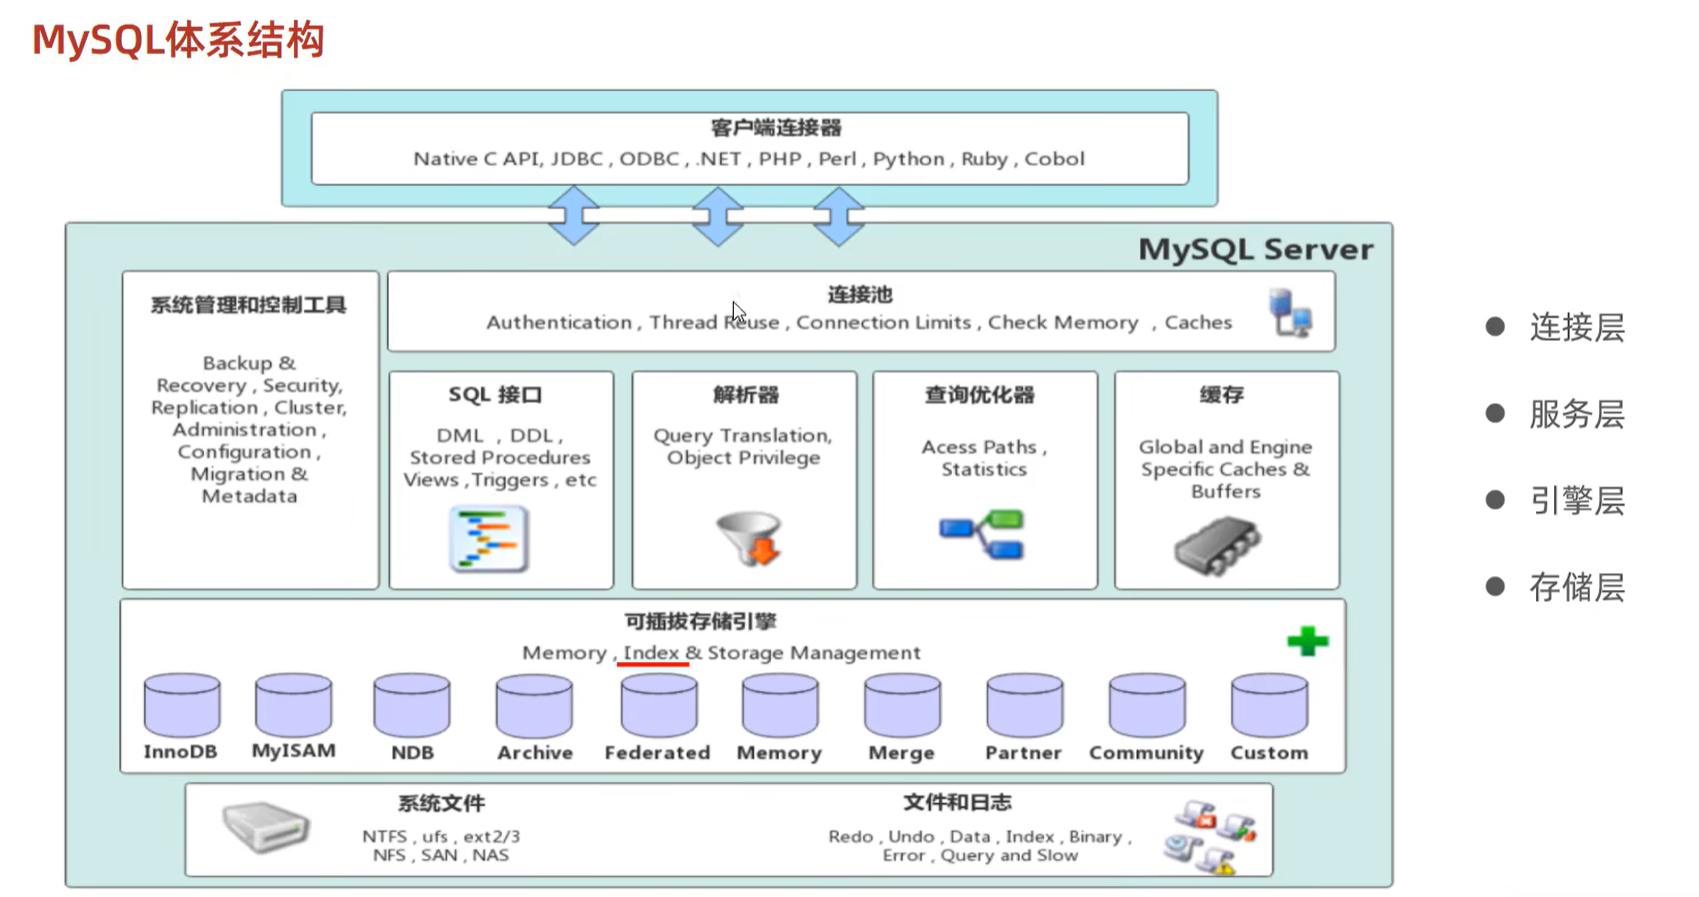 MySQL体系结构
客户端连接器
Native C API, JDBC , ODBC , .NET , PHP , Perl , Python , Ruby , Cobol
MySQL Server
系统管理和控制工具
Backup &
Recovery , Security,
Replication , Cluster,
Administration ,
Configuration ,
Migration &
Metadata
连接池
Authentication , Thread Reuse , Connection Limits , Check Memory , Caches
SQL 接口
DML , DDL ,
Stored Procedures
Views ,Triggers , etc
解析器
Query Translation,
Object Privilege
查询优化器
Acess Paths ,
Statistics
缓存
Global and Engine
Specific Caches &
Buffers
可插拔存储引擎
Memory , Index & Storage Management
InnoDB
MyISAM
NDB
Archive
Federated
Memory
Merge
Partner
Community
Custom
系统文件
NTFS , ufs , ext2/3
NFS , SAN , NAS
文件和日志
Redo , Undo , Data , Index , Binary ,
Error , Query and Slow
连接层
服务层
引擎层
存储层